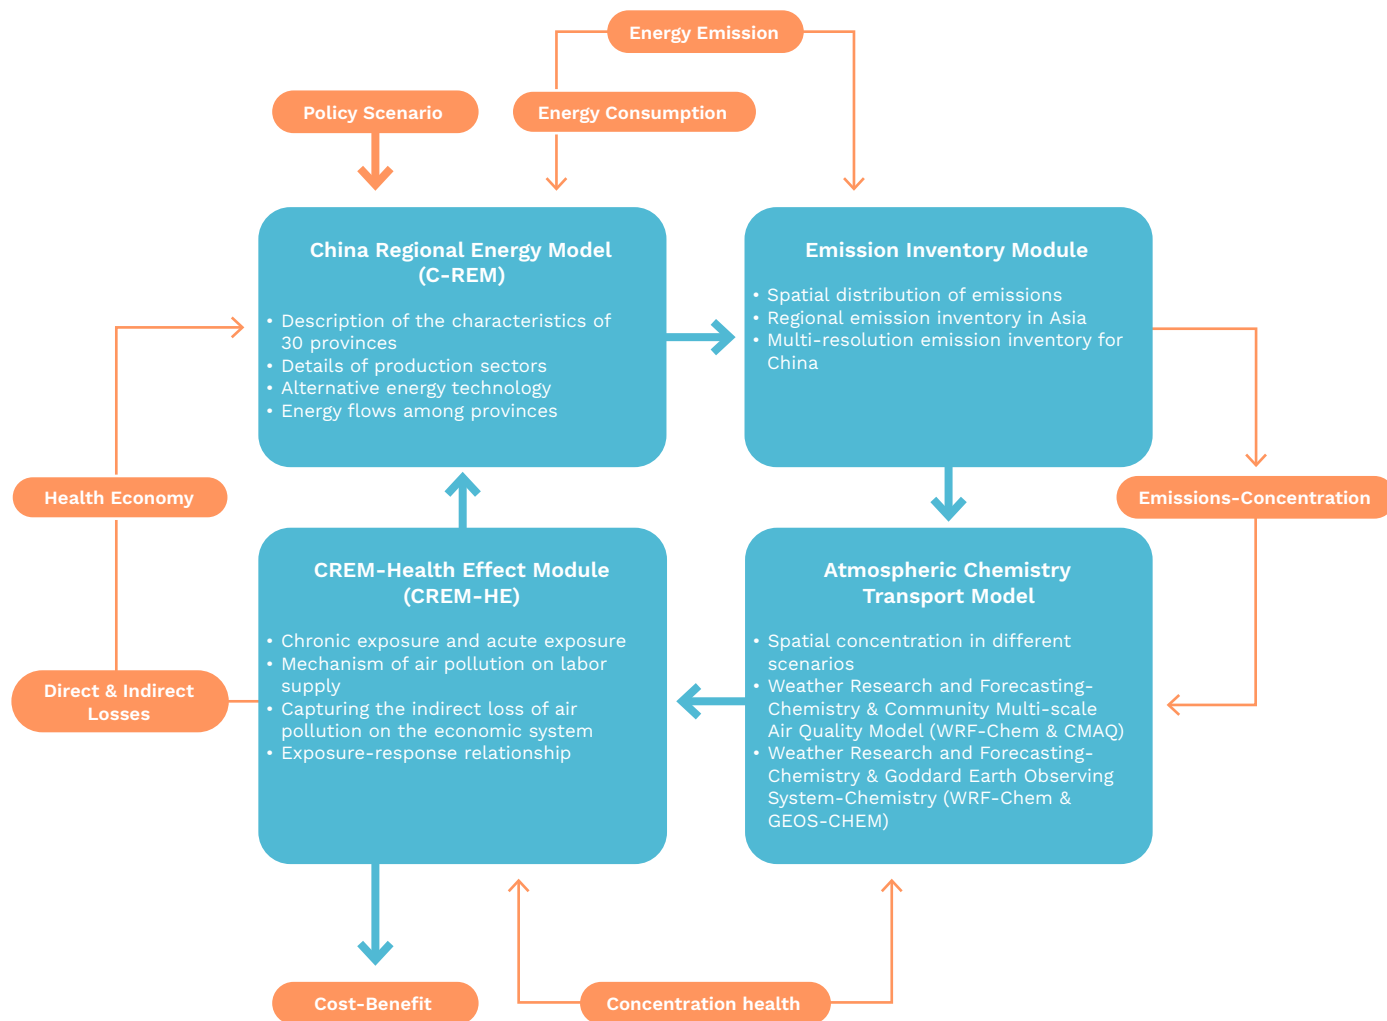 Energy Emission
Policy Scenario
Energy Consumption
China Regional Energy Model
(C-REM)
• Description of the characteristics of
30 provinces
• Details of production sectors
• Alternative energy technology
• Energy flows among provinces
Emission Inventory Module
• Spatial distribution of emissions
• Regional emission inventory in Asia
• Multi-resolution emission inventory for
China
Health Economy
Emissions-Concentration
CREM-Health Effect Module
(CREM-HE)
• Chronic exposure and acute exposure
• Mechanism of air pollution on labor
supply
• Capturing the indirect loss of air
pollution on the economic system
• Exposure-response relationship
Atmospheric Chemistry
Transport Model
• Spatial concentration in different
scenarios
• Weather Research and Forecasting-
Chemistry & Community Multi-scale
Air Quality Model (WRF-Chem & CMAQ)
• Weather Research and Forecasting-
Chemistry & Goddard Earth Observing
System-Chemistry (WRF-Chem &
GEOS-CHEM)
Direct & Indirect
Losses
Cost-Benefit
Concentration health